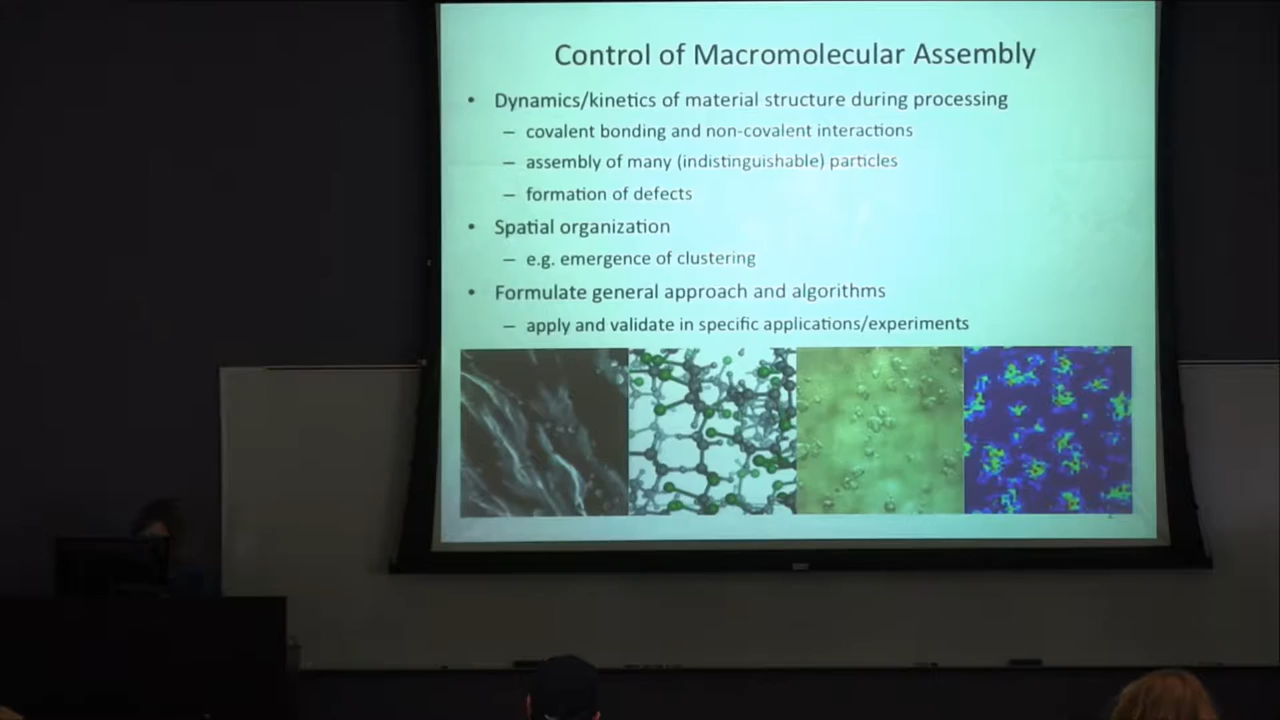 Control of Macromolecular Assembly
• Dynamics/kinetics of material structure during processing
– covalent bonding and non-covalent interactions
– assembly of many (indistinguishable) particles
– formation of defects
• Spatial organization
– e.g. emergence of clustering
• Formulate general approach and algorithms
– apply and validate in specific applications/experiments